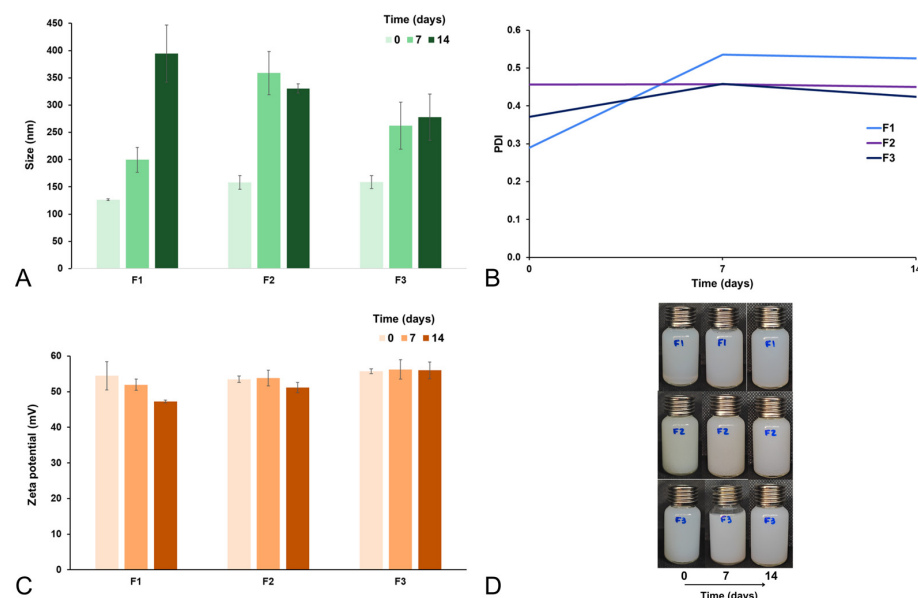 Time (days)
0 7 14
Size (nm)
450
400
350
300
250
200
150
100
50
0
F1 F2 F3
A
PDI
0.6
0.5
0.4
0.3
0.2
0.1
0.0
F1
F2
F3
0 7 14
Time (days)
B
Time (days)
0 7 14
Zeta potential (mV)
60
50
40
30
20
10
0
F1 F2 F3
C
F1 F1 F1
F2 F2 F2
F3 F3 F3
0 7 14
Time (days)
D